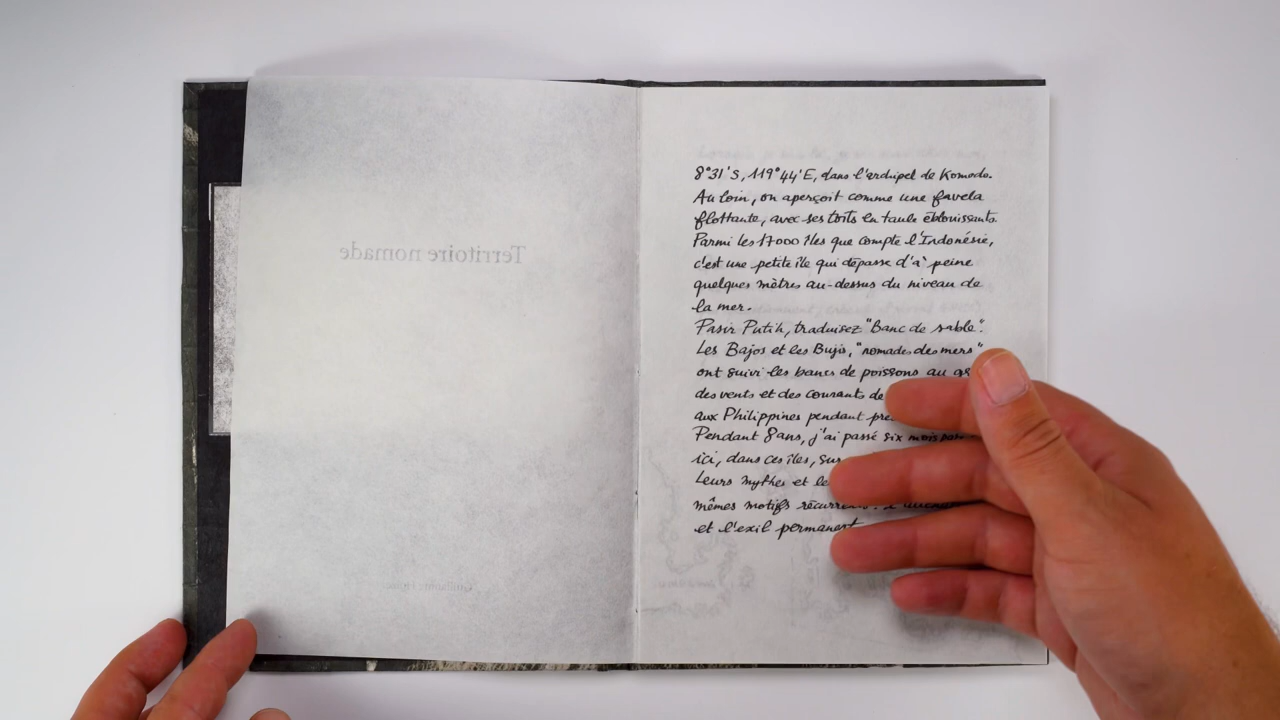 Territoire nomade
Guillaume
8°31'S, 119°44'E, dans l'archipel de Komodo.
Au loin, on aperçoit comme une favela
flottante, avec ses toits en taule éblouissants.
Parmi les 17000 îles que compte l'Indonésie,
c'est une petite île qui dépasse d'à peine
quelques mètres au-dessus du niveau de
la mer.
Pasir Putih, traduisez "Banc de sable".
Les Bajos et les Bujis, "nomades des mers"
ont suivi les bancs de poissons au
des vents et des courants de
aux Philippines pendant
Pendant 8 ans, j'ai passé six mois
ici, dans ces îles, sur
Leurs mythes et
mêmes motifs
et l'exil permanent